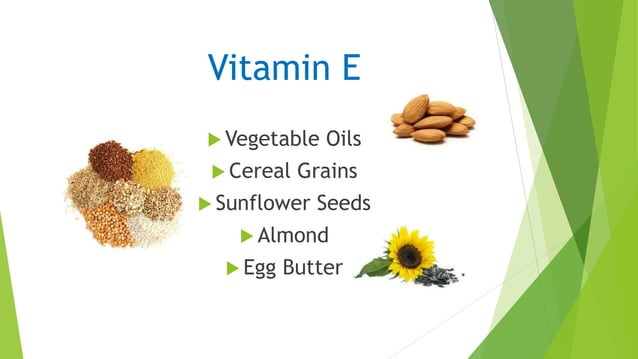 Vitamin E
Vegetable Oils
Cereal Grains
Sunflower Seeds
Almond
Egg Butter